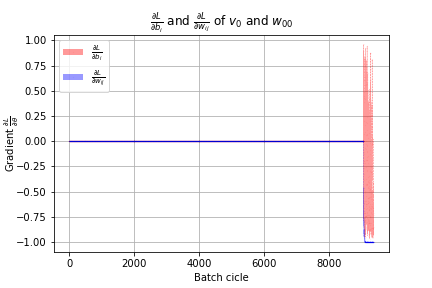 ∂L/∂b_i and ∂L/∂w_ij of v_0 and w_00
1.00
0.75
0.50
0.25
0.00
−0.25
−0.50
−0.75
−1.00
Gradient ∂L/∂θ
∂L/∂b_i
∂L/∂w_ij
0 2000 4000 6000 8000
Batch cicle